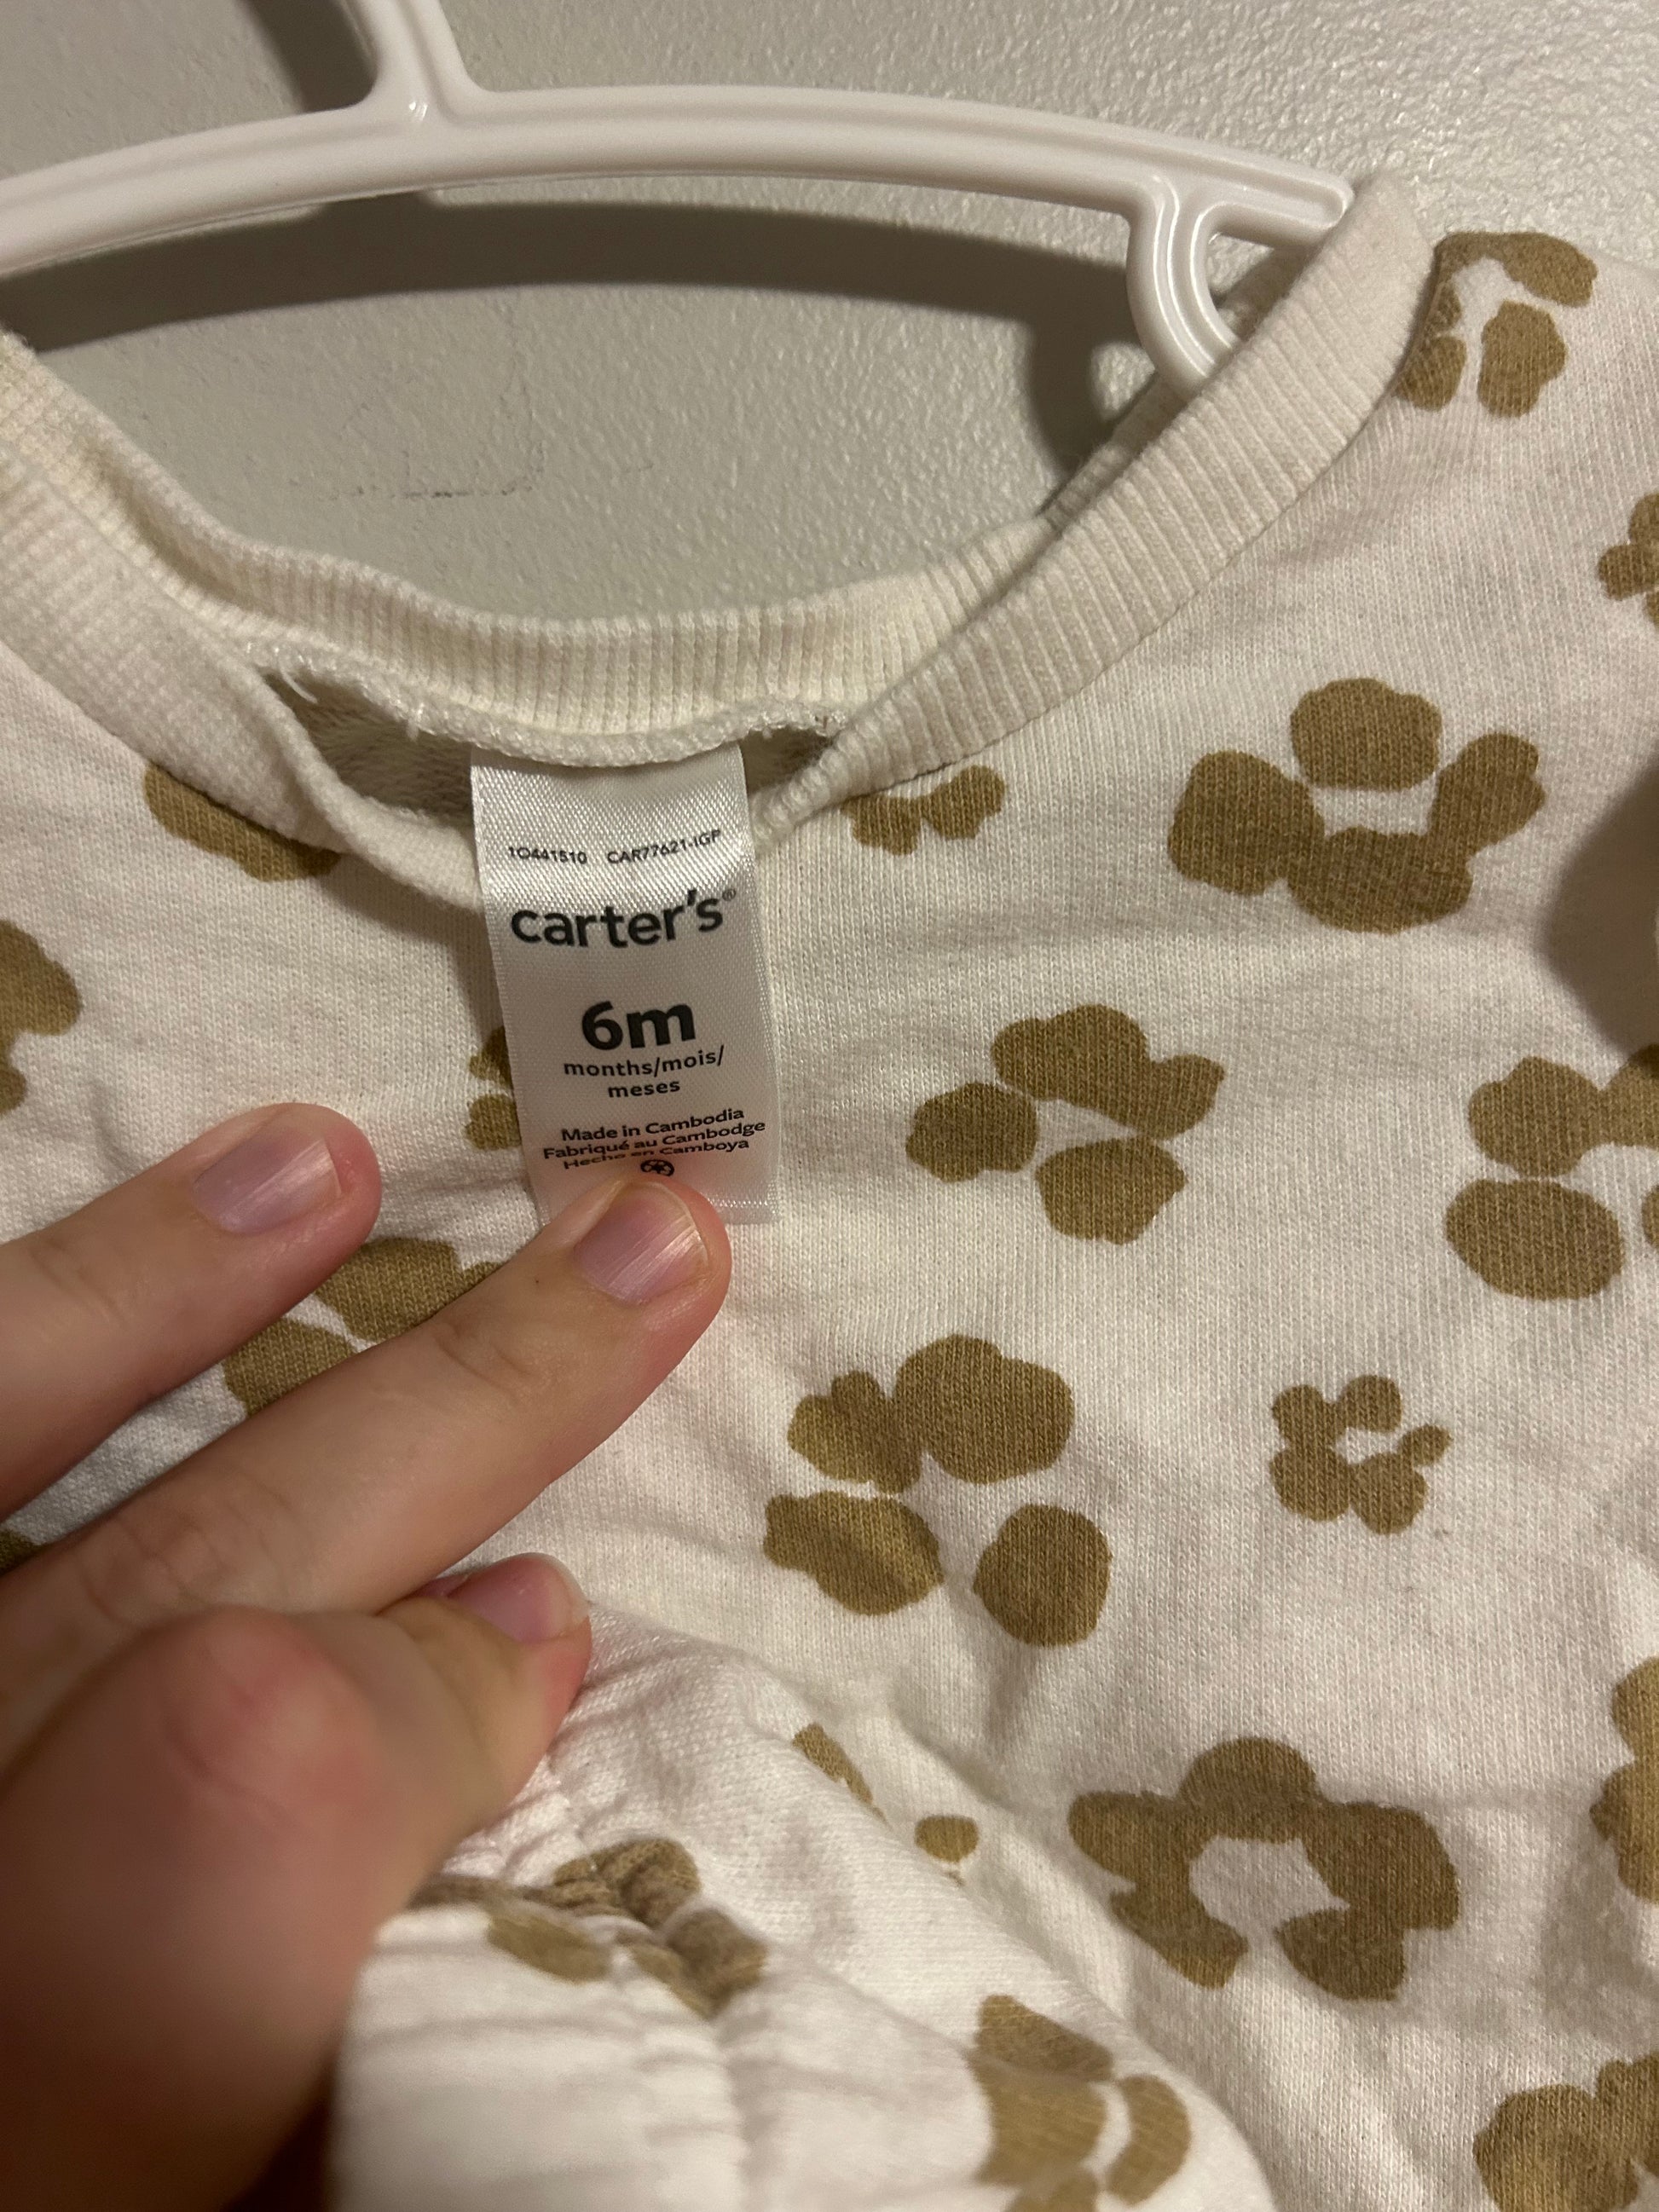 1O441510 CAR77621-IGP
carter's®
6m
months/mois/
meses
Made in Cambodia
Fabriqué au Cambodge
Hecho en Camboya